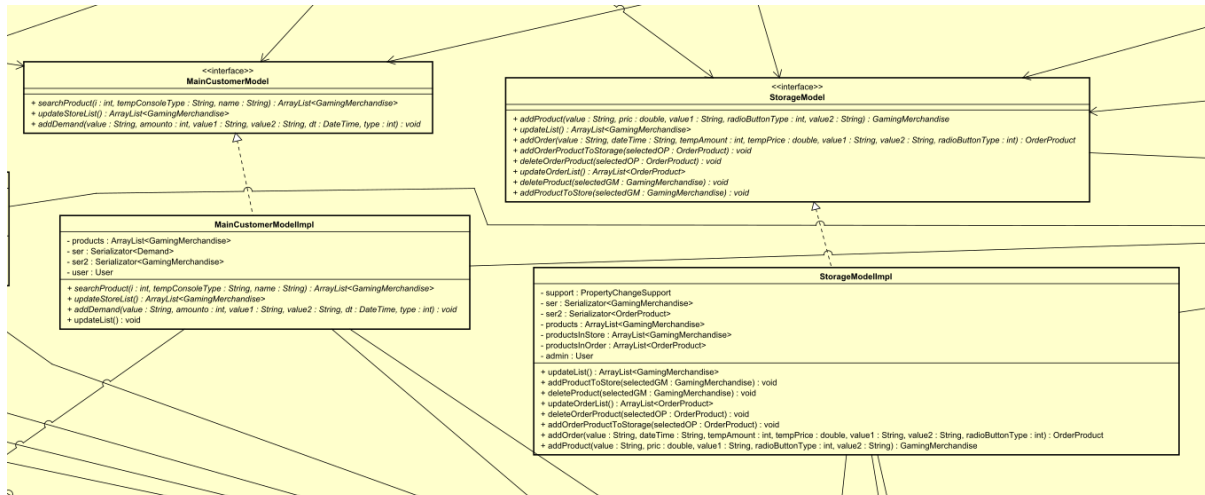 <<interface>>
MainCustomerModel
+ searchProduct(i : int, tempConsoleType : String, name : String) : ArrayList<GamingMerchandise>
+ updateStoreList() : ArrayList<GamingMerchandise>
+ addDemand(value : String, amounto : int, value1 : String, value2 : String, dt : DateTime, type : int) : void
<<interface>>
StorageModel
+ addProduct(value : String, pric : double, value1 : String, radioButtonType : int, value2 : String) : GamingMerchandise
+ updateList() : ArrayList<GamingMerchandise>
+ addOrder(value : String, dateTime : String, tempAmount : int, tempPrice : double, value1 : String, value2 : String, radioButtonType : int) : OrderProduct
+ addOrderProductToStorage(selectedOP : OrderProduct) : void
+ deleteOrderProduct(selectedOP : OrderProduct) : void
+ updateOrderList() : ArrayList<OrderProduct>
+ deleteProduct(selectedGM : GamingMerchandise) : void
+ addProductToStore(selectedGM : GamingMerchandise) : void
MainCustomerModelImpl
- products : ArrayList<GamingMerchandise>
- ser : Serializator<Demand>
- ser2 : Serializator<GamingMerchandise>
- user : User
+ searchProduct(i : int, tempConsoleType : String, name : String) : ArrayList<GamingMerchandise>
+ updateStoreList() : ArrayList<GamingMerchandise>
+ addDemand(value : String, amounto : int, value1 : String, value2 : String, dt : DateTime, type : int) : void
+ updateList() : void
StorageModelImpl
- support : PropertyChangeSupport
- ser : Serializator<GamingMerchandise>
- ser2 : Serializator<OrderProduct>
- products : ArrayList<GamingMerchandise>
- productsInStore : ArrayList<GamingMerchandise>
- productsInOrder : ArrayList<OrderProduct>
- admin : User
+ updateList() : ArrayList<GamingMerchandise>
+ addProductToStore(selectedGM : GamingMerchandise) : void
+ deleteProduct(selectedGM : GamingMerchandise) : void
+ updateOrderList() : ArrayList<OrderProduct>
+ deleteOrderProduct(selectedOP : OrderProduct) : void
+ addOrderProductToStorage(selectedOP : OrderProduct) : void
+ addOrder(value : String, dateTime : String, tempAmount : int, tempPrice : double, value1 : String, value2 : String, radioButtonType : int) : OrderProduct
+ addProduct(value : String, pric : double, value1 : String, radioButtonType : int, value2 : String) : GamingMerchandise